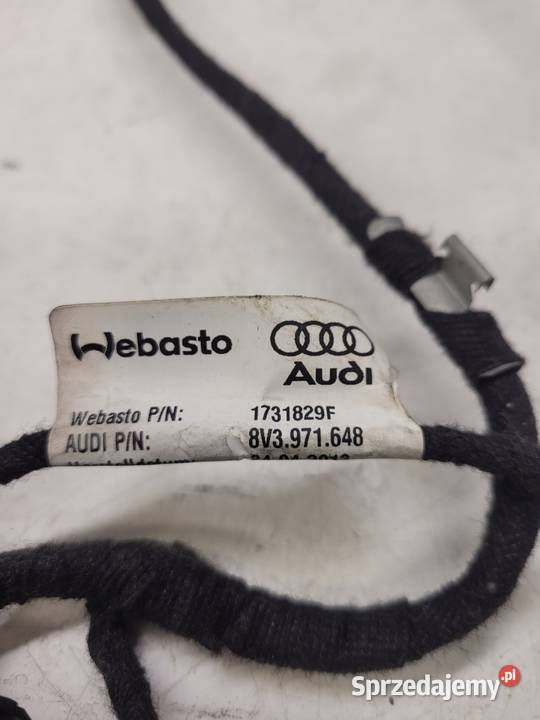 Webasto
Audi
Webasto P/N: 1731829F
AUDI P/N: 8V3.971.648
Sprzedajemy.pl